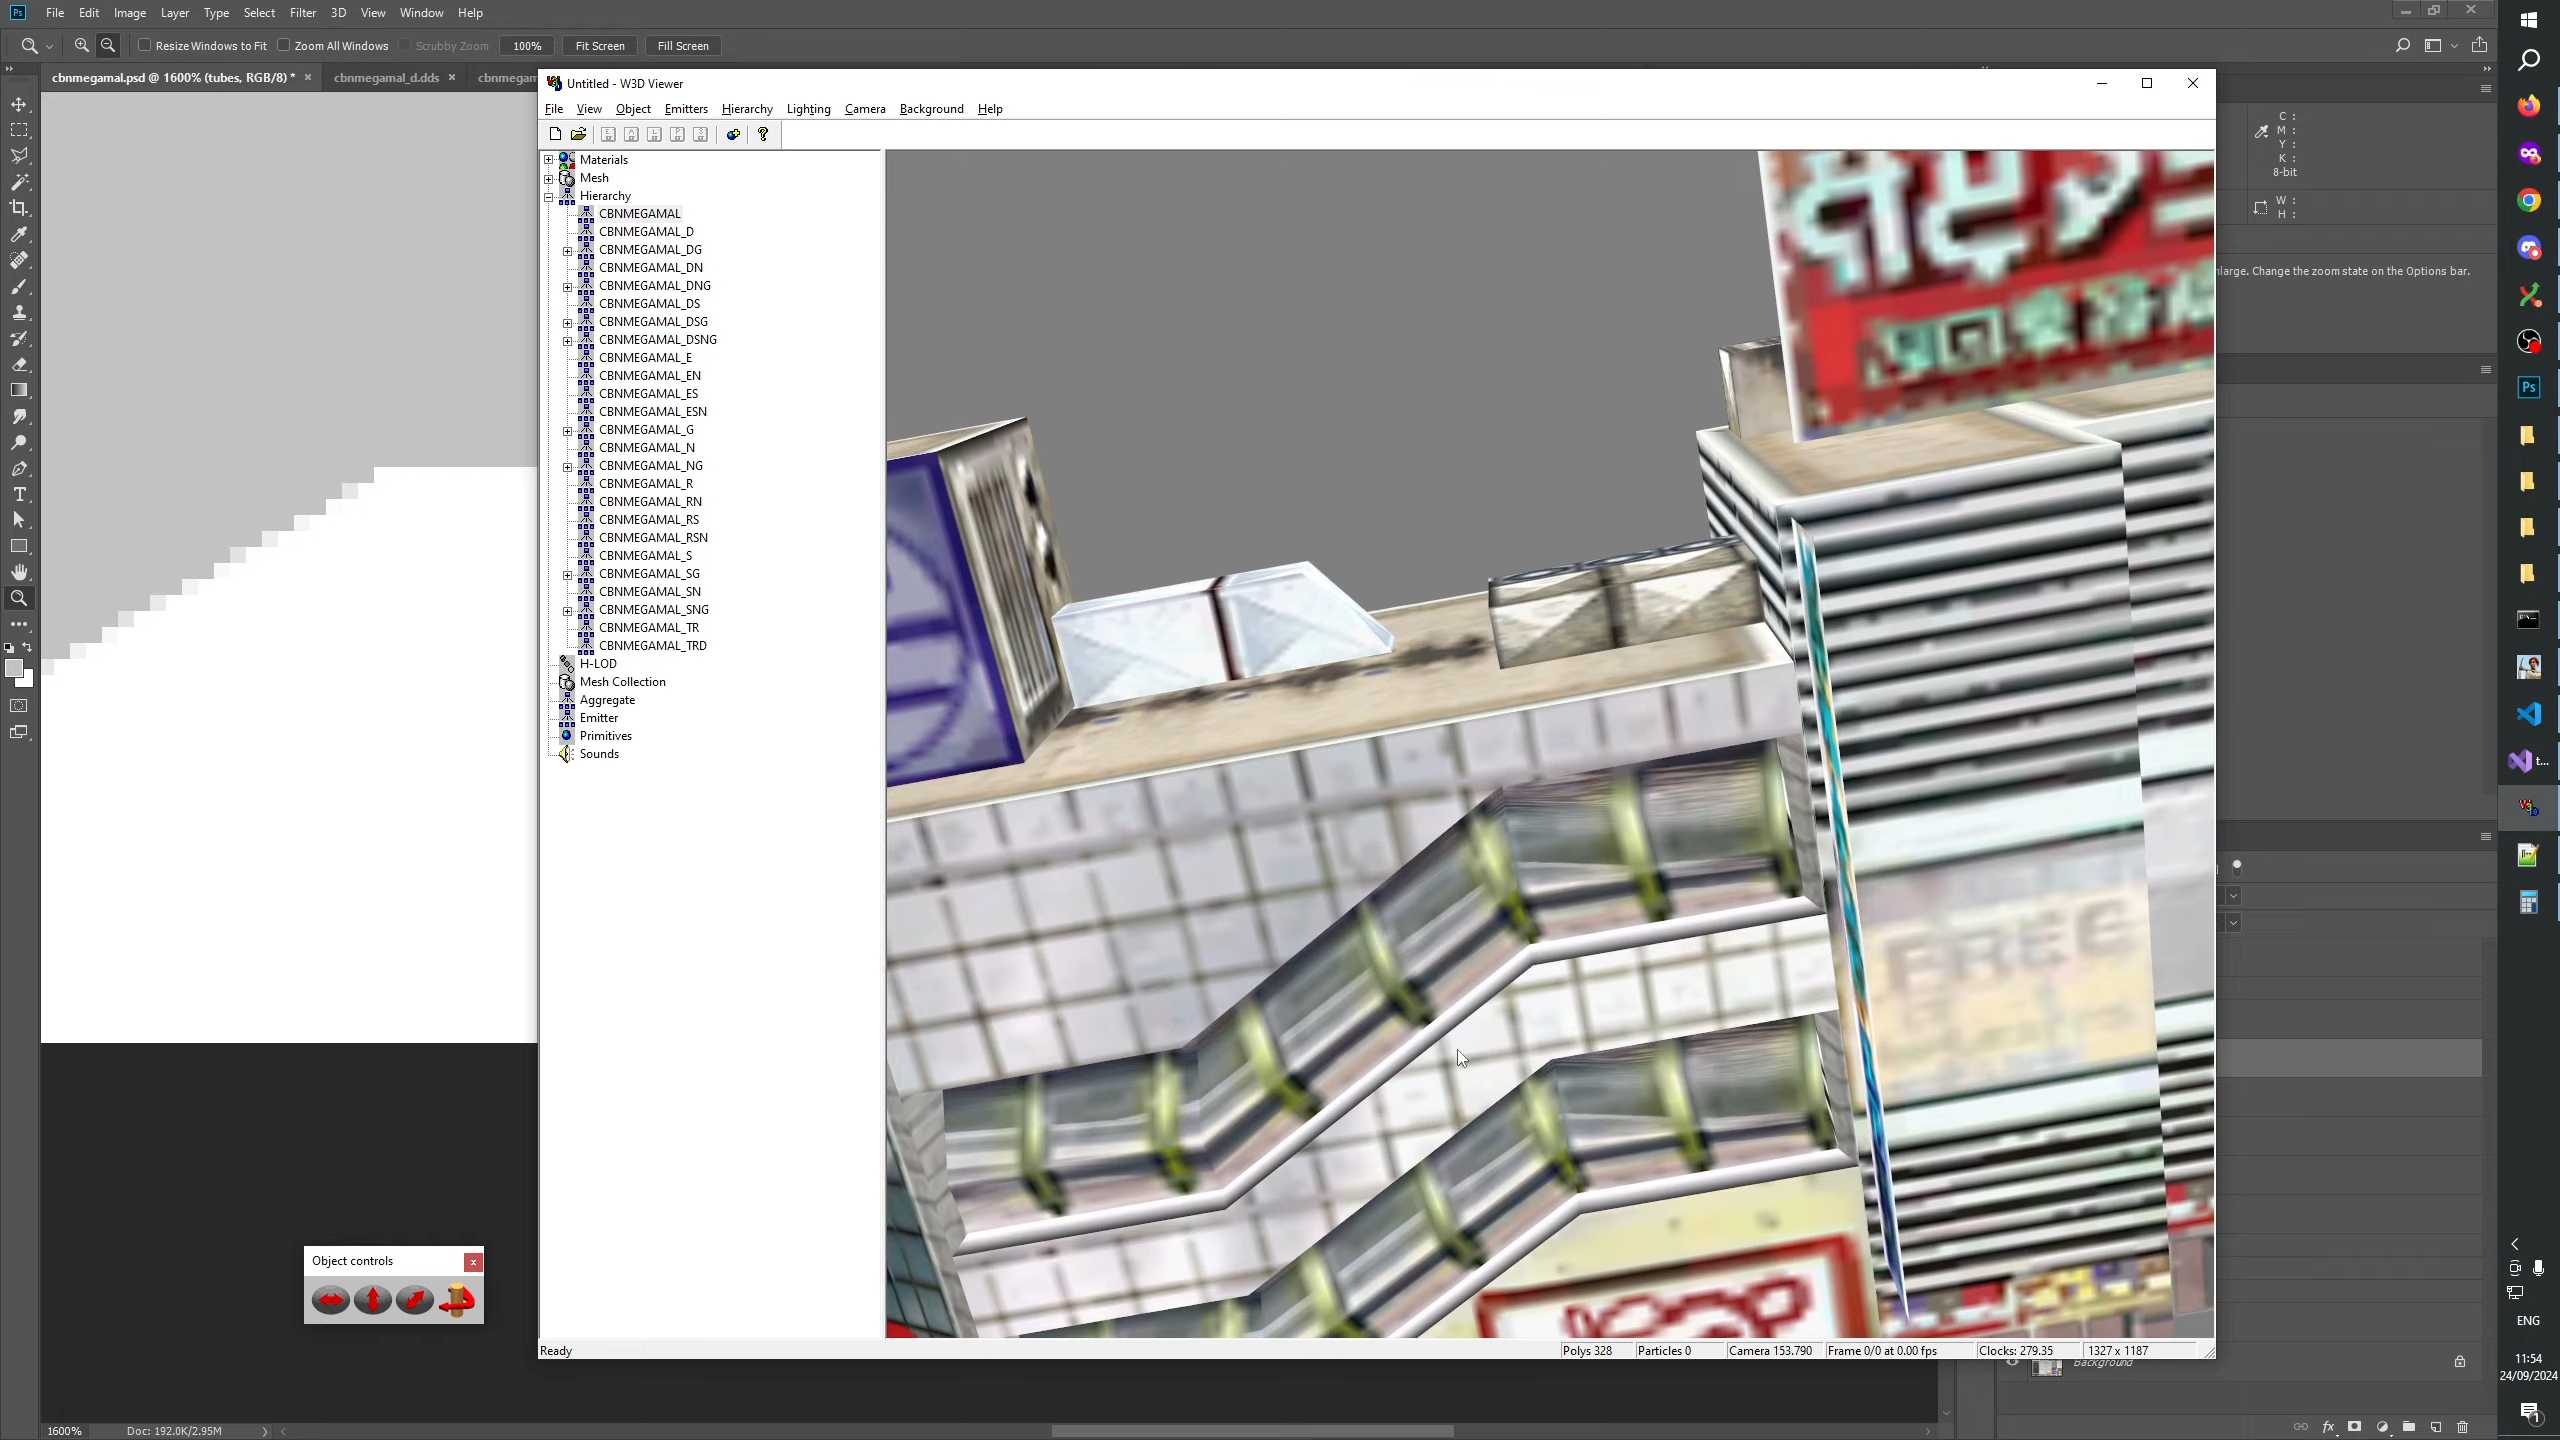 File Edit Image Layer Type Select Filter 3D View Window Help
Resize Windows to Fit Zoom All Windows Scrubby Zoom 100% Fit Screen Fill Screen
cbnmegamal.psd @ 1600% (tubes, RGB/8) * × cbnmegamal_d.dds × cbnmegam
Untitled - W3D Viewer
File View Object Emitters Hierarchy Lighting Camera Background Help
Materials
Mesh
Hierarchy
CBNMEGAMAL
CBNMEGAMAL_D
CBNMEGAMAL_DG
CBNMEGAMAL_DN
CBNMEGAMAL_DNG
CBNMEGAMAL_DS
CBNMEGAMAL_DSG
CBNMEGAMAL_DSNG
CBNMEGAMAL_E
CBNMEGAMAL_EN
CBNMEGAMAL_ES
CBNMEGAMAL_ESN
CBNMEGAMAL_G
CBNMEGAMAL_N
CBNMEGAMAL_NG
CBNMEGAMAL_R
CBNMEGAMAL_RN
CBNMEGAMAL_RS
CBNMEGAMAL_RSN
CBNMEGAMAL_S
CBNMEGAMAL_SG
CBNMEGAMAL_SN
CBNMEGAMAL_SNG
CBNMEGAMAL_TR
CBNMEGAMAL_TRD
H-LOD
Mesh Collection
Aggregate
Emitter
Primitives
Sounds
FREE
Object controls
Ready Polys 328 Particles 0 Camera 153.790 Frame 0/0 at 0.00 fps Clocks: 279.35 1327 x 1187
C :
M :
Y :
K :
8-bit
W :
H :
nlarge. Change the zoom state on the Options bar.
Background
1600% Doc: 192.0K/2.95M
Ps
t...
ENG
11:54
24/09/2024
1